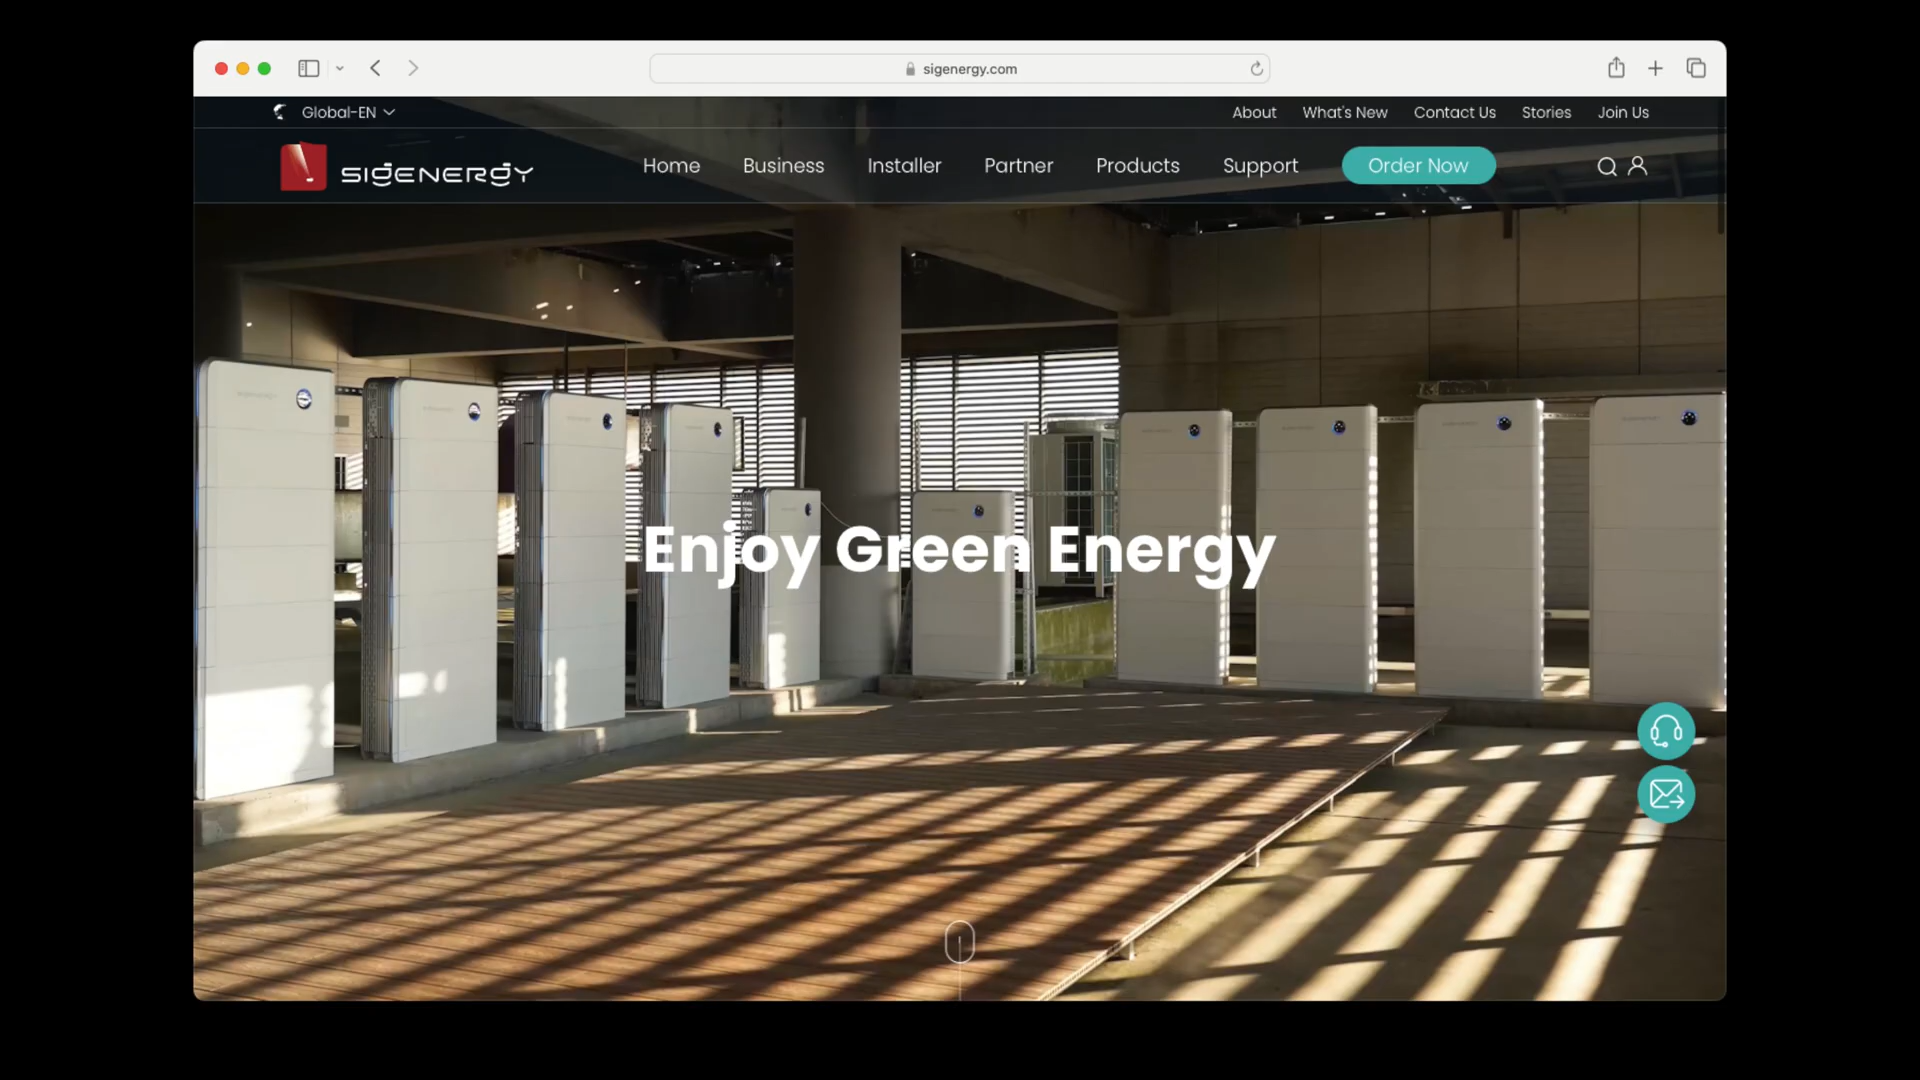 sigenergy.com
Global-EN
About What's New Contact Us Stories Join Us
SIGENERGY
Home Business Installer Partner Products Support Order Now
Enjoy Green Energy